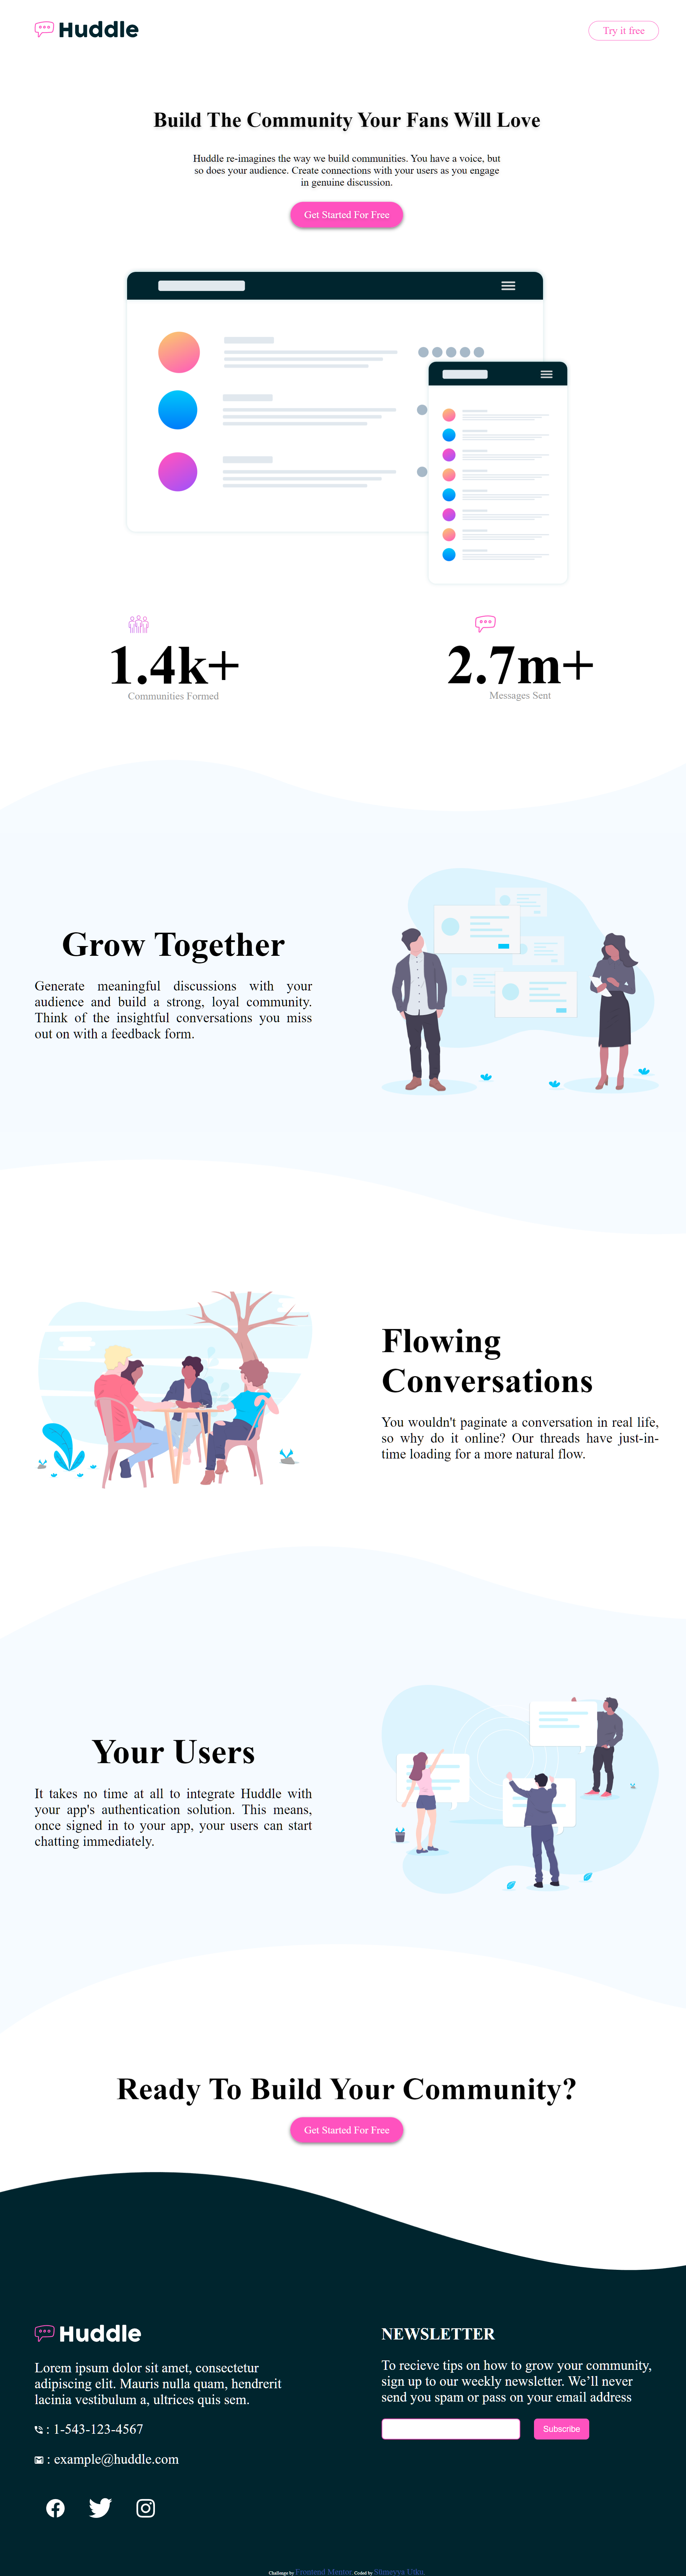 Huddle
Try it free
Build The Community Your Fans Will Love
Huddle re-imagines the way we build communities. You have a voice, but
so does your audience. Create connections with your users as you engage
in genuine discussion.
Get Started For Free
1.4k+
Communities Formed
2.7m+
Messages Sent
Grow Together
Generate meaningful discussions with your
audience and build a strong, loyal community.
Think of the insightful conversations you miss
out on with a feedback form.
Flowing
Conversations
You wouldn't paginate a conversation in real life,
so why do it online? Our threads have just-in-
time loading for a more natural flow.
Your Users
It takes no time at all to integrate Huddle with
your app's authentication solution. This means,
once signed in to your app, your users can start
chatting immediately.
Ready To Build Your Community?
Get Started For Free
Huddle
Lorem ipsum dolor sit amet, consectetur
adipiscing elit. Mauris nulla quam, hendrerit
lacinia vestibulum a, ultrices quis sem.
: 1-543-123-4567
: example@huddle.com
NEWSLETTER
To recieve tips on how to grow your community,
sign up to our weekly newsletter. We’ll never
send you spam or pass on your email address
Subscribe
Challenge by Frontend Mentor. Coded by Sümeyya Utku.